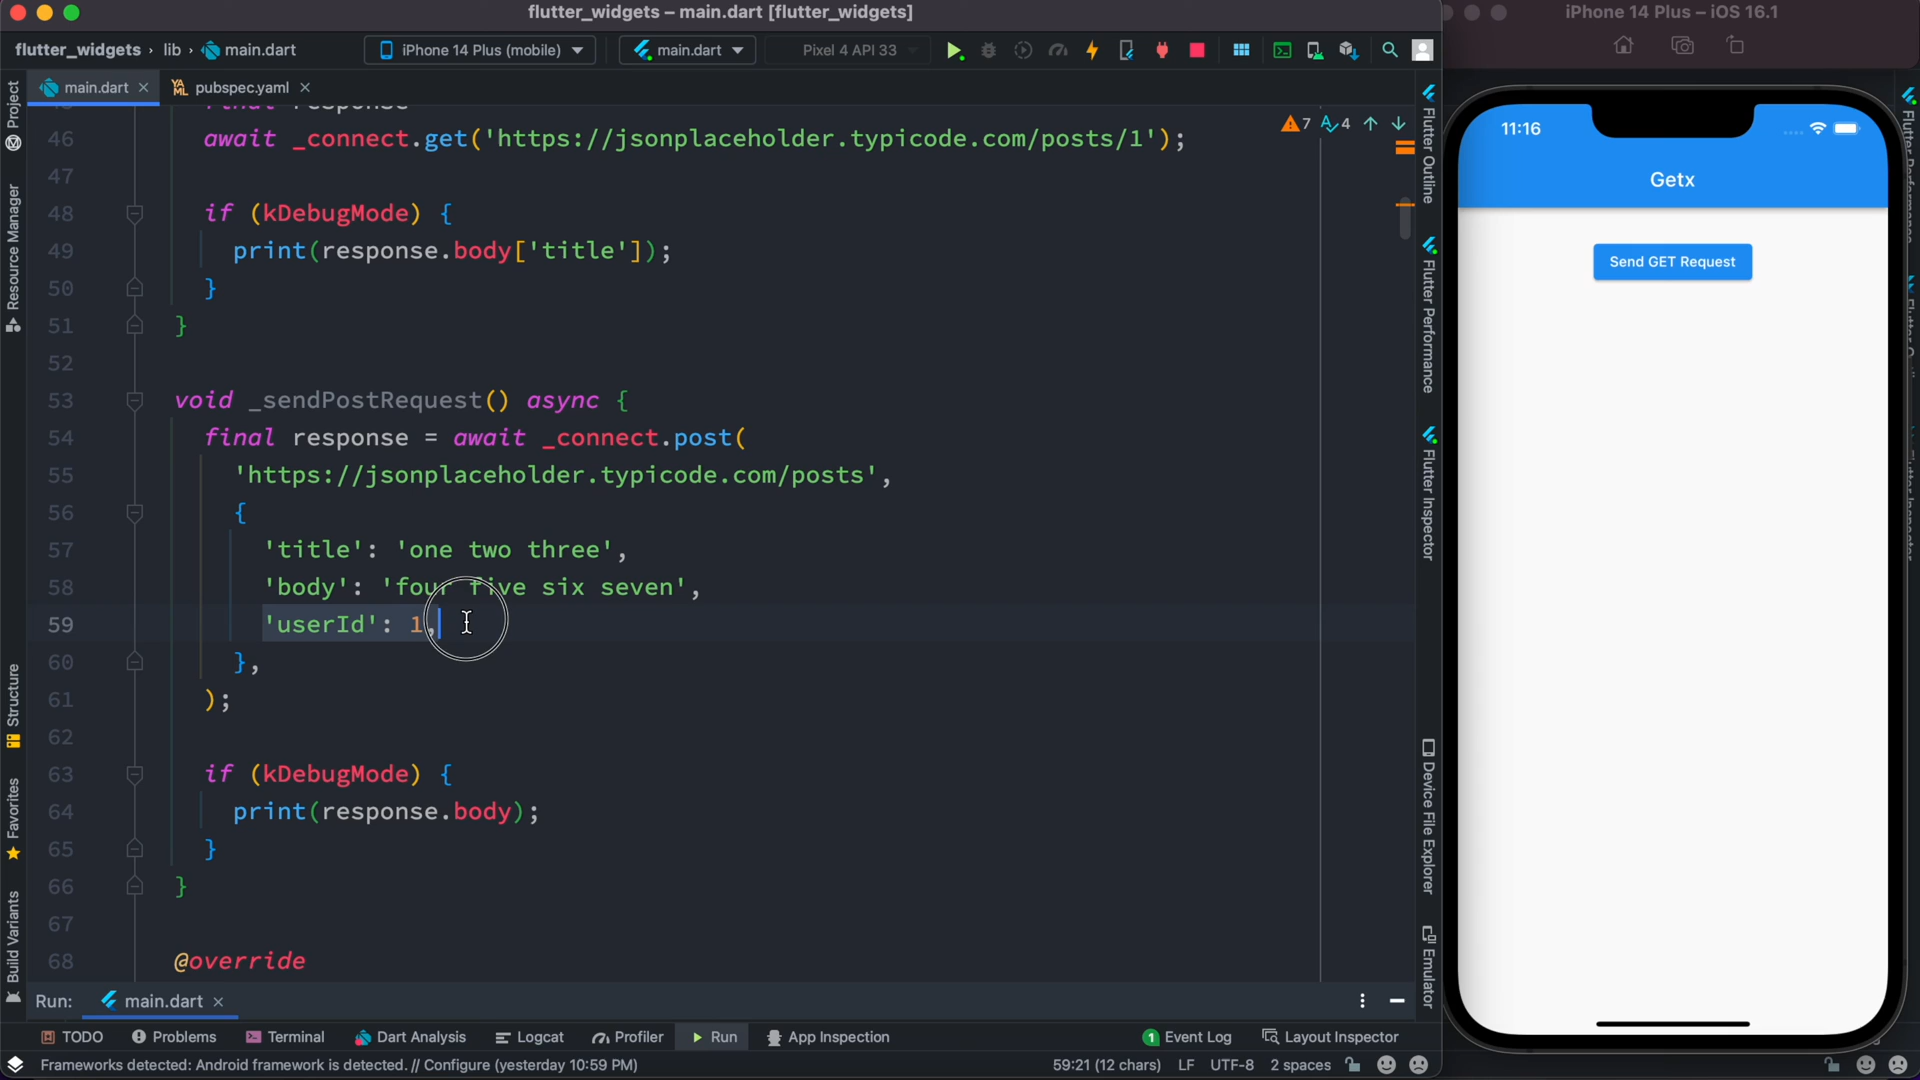 flutter_widgets – main.dart [flutter_widgets]
iPhone 14 Plus – iOS 16.1
flutter_widgets › lib › main.dart
iPhone 14 Plus (mobile)
main.dart
Pixel 4 API 33
main.dart
pubspec.yaml
7 4
final response =
46 await _connect.get('https://jsonplaceholder.typicode.com/posts/1');
47
48 if (kDebugMode) {
49 print(response.body['title']);
50 }
51 }
52
53 void _sendPostRequest() async {
54 final response = await _connect.post(
55 'https://jsonplaceholder.typicode.com/posts',
56 {
57 'title': 'one two three',
58 'body': 'four five six seven',
59 'userId': 1,
60 },
61 );
62
63 if (kDebugMode) {
64 print(response.body);
65 }
66 }
67
68 @override
Project
Resource Manager
Structure
Favorites
Build Variants
Flutter Outline
Flutter Performance
Flutter Inspector
Device File Explorer
Emulator
11:16
Getx
Send GET Request
Run: main.dart
TODO
Problems
Terminal
Dart Analysis
Logcat
Profiler
Run
App Inspection
1 Event Log
Layout Inspector
Frameworks detected: Android framework is detected. // Configure (yesterday 10:59 PM)
59:21 (12 chars) LF UTF-8 2 spaces